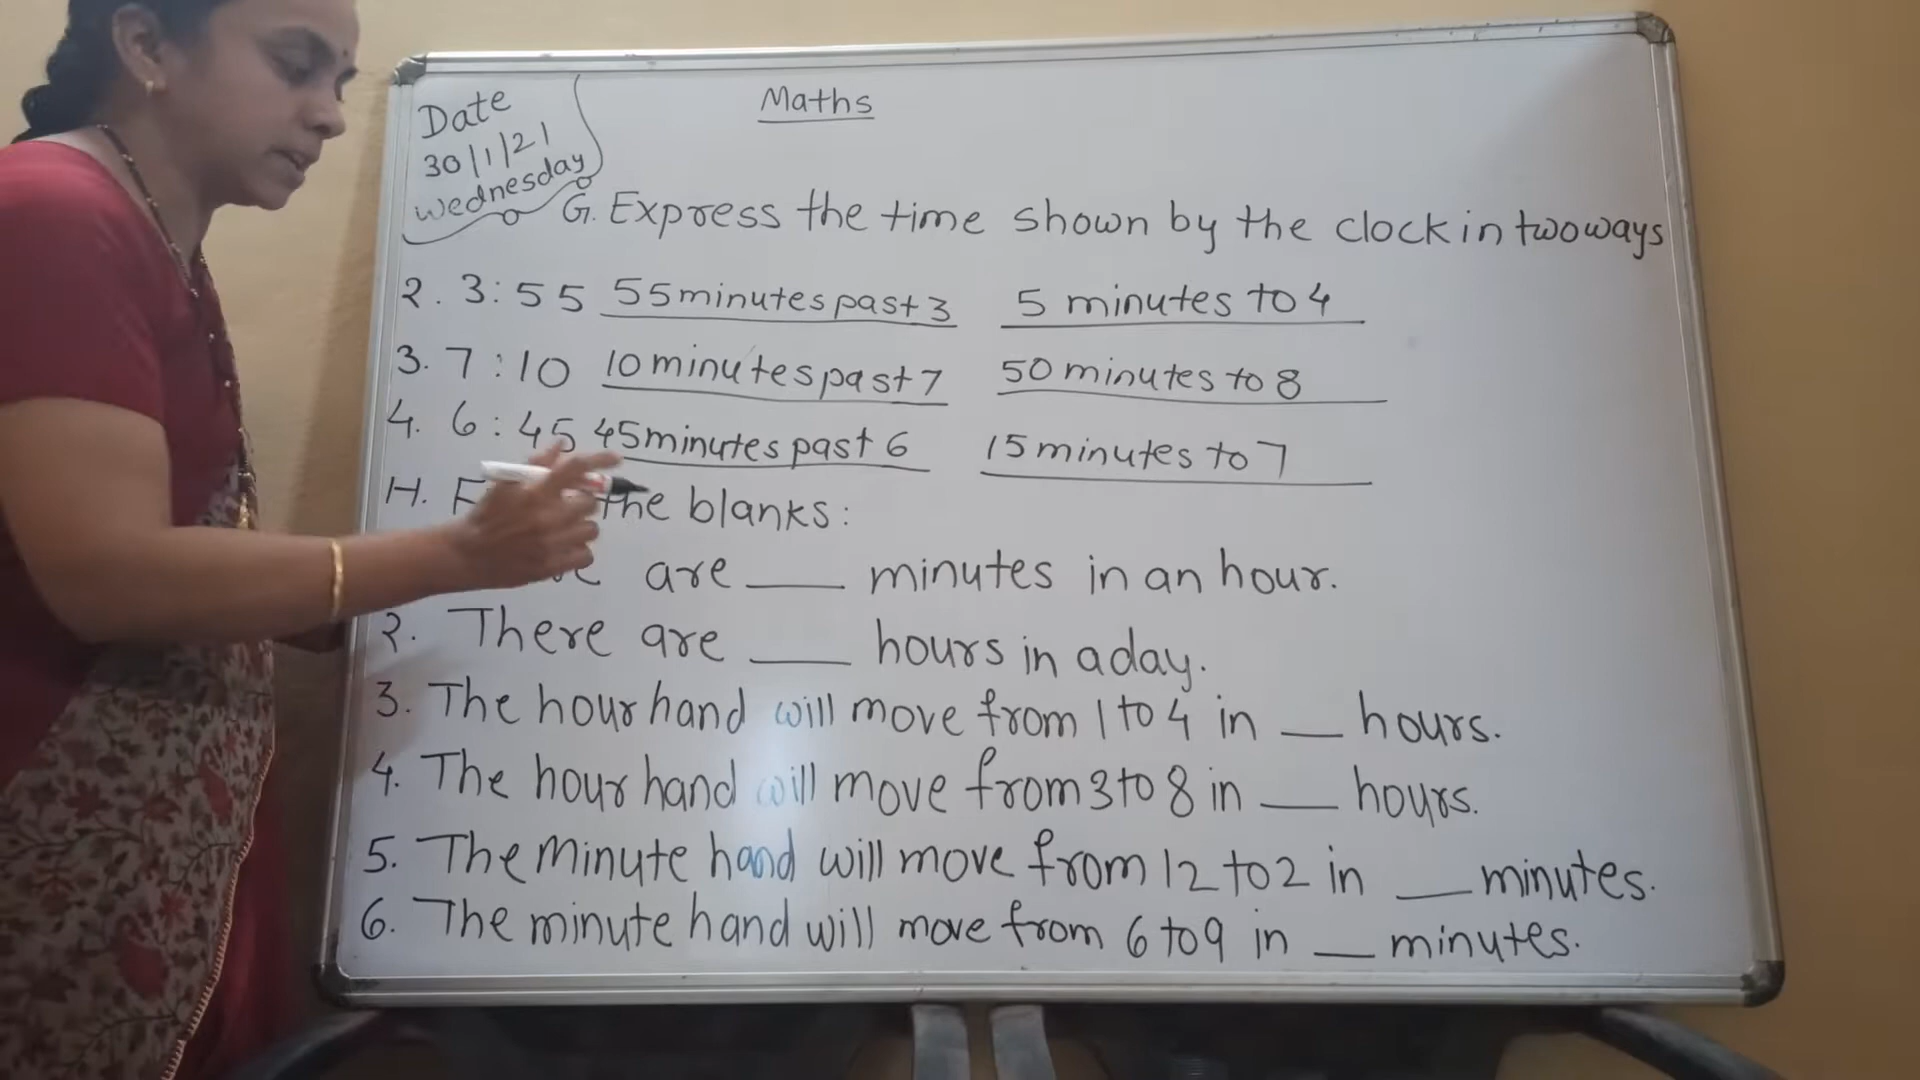 Maths
Date
30/1/21
wednesday
G. Express the time shown by the clock in two ways
2. 3:55 55 minutes past 3 5 minutes to 4
3. 7:10 10 minutes past 7 50 minutes to 8
4. 6:45 45 minutes past 6 15 minutes to 7
H. the blanks:
are ___ minutes in an hour.
2. There are ___ hours in a day.
3. The hour hand will move from 1 to 4 in __ hours.
4. The hour hand will move from 3 to 8 in ___ hours.
5. The Minute hand will move from 12 to 2 in ___ minutes.
6. The minute hand will move from 6 to 9 in __ minutes.